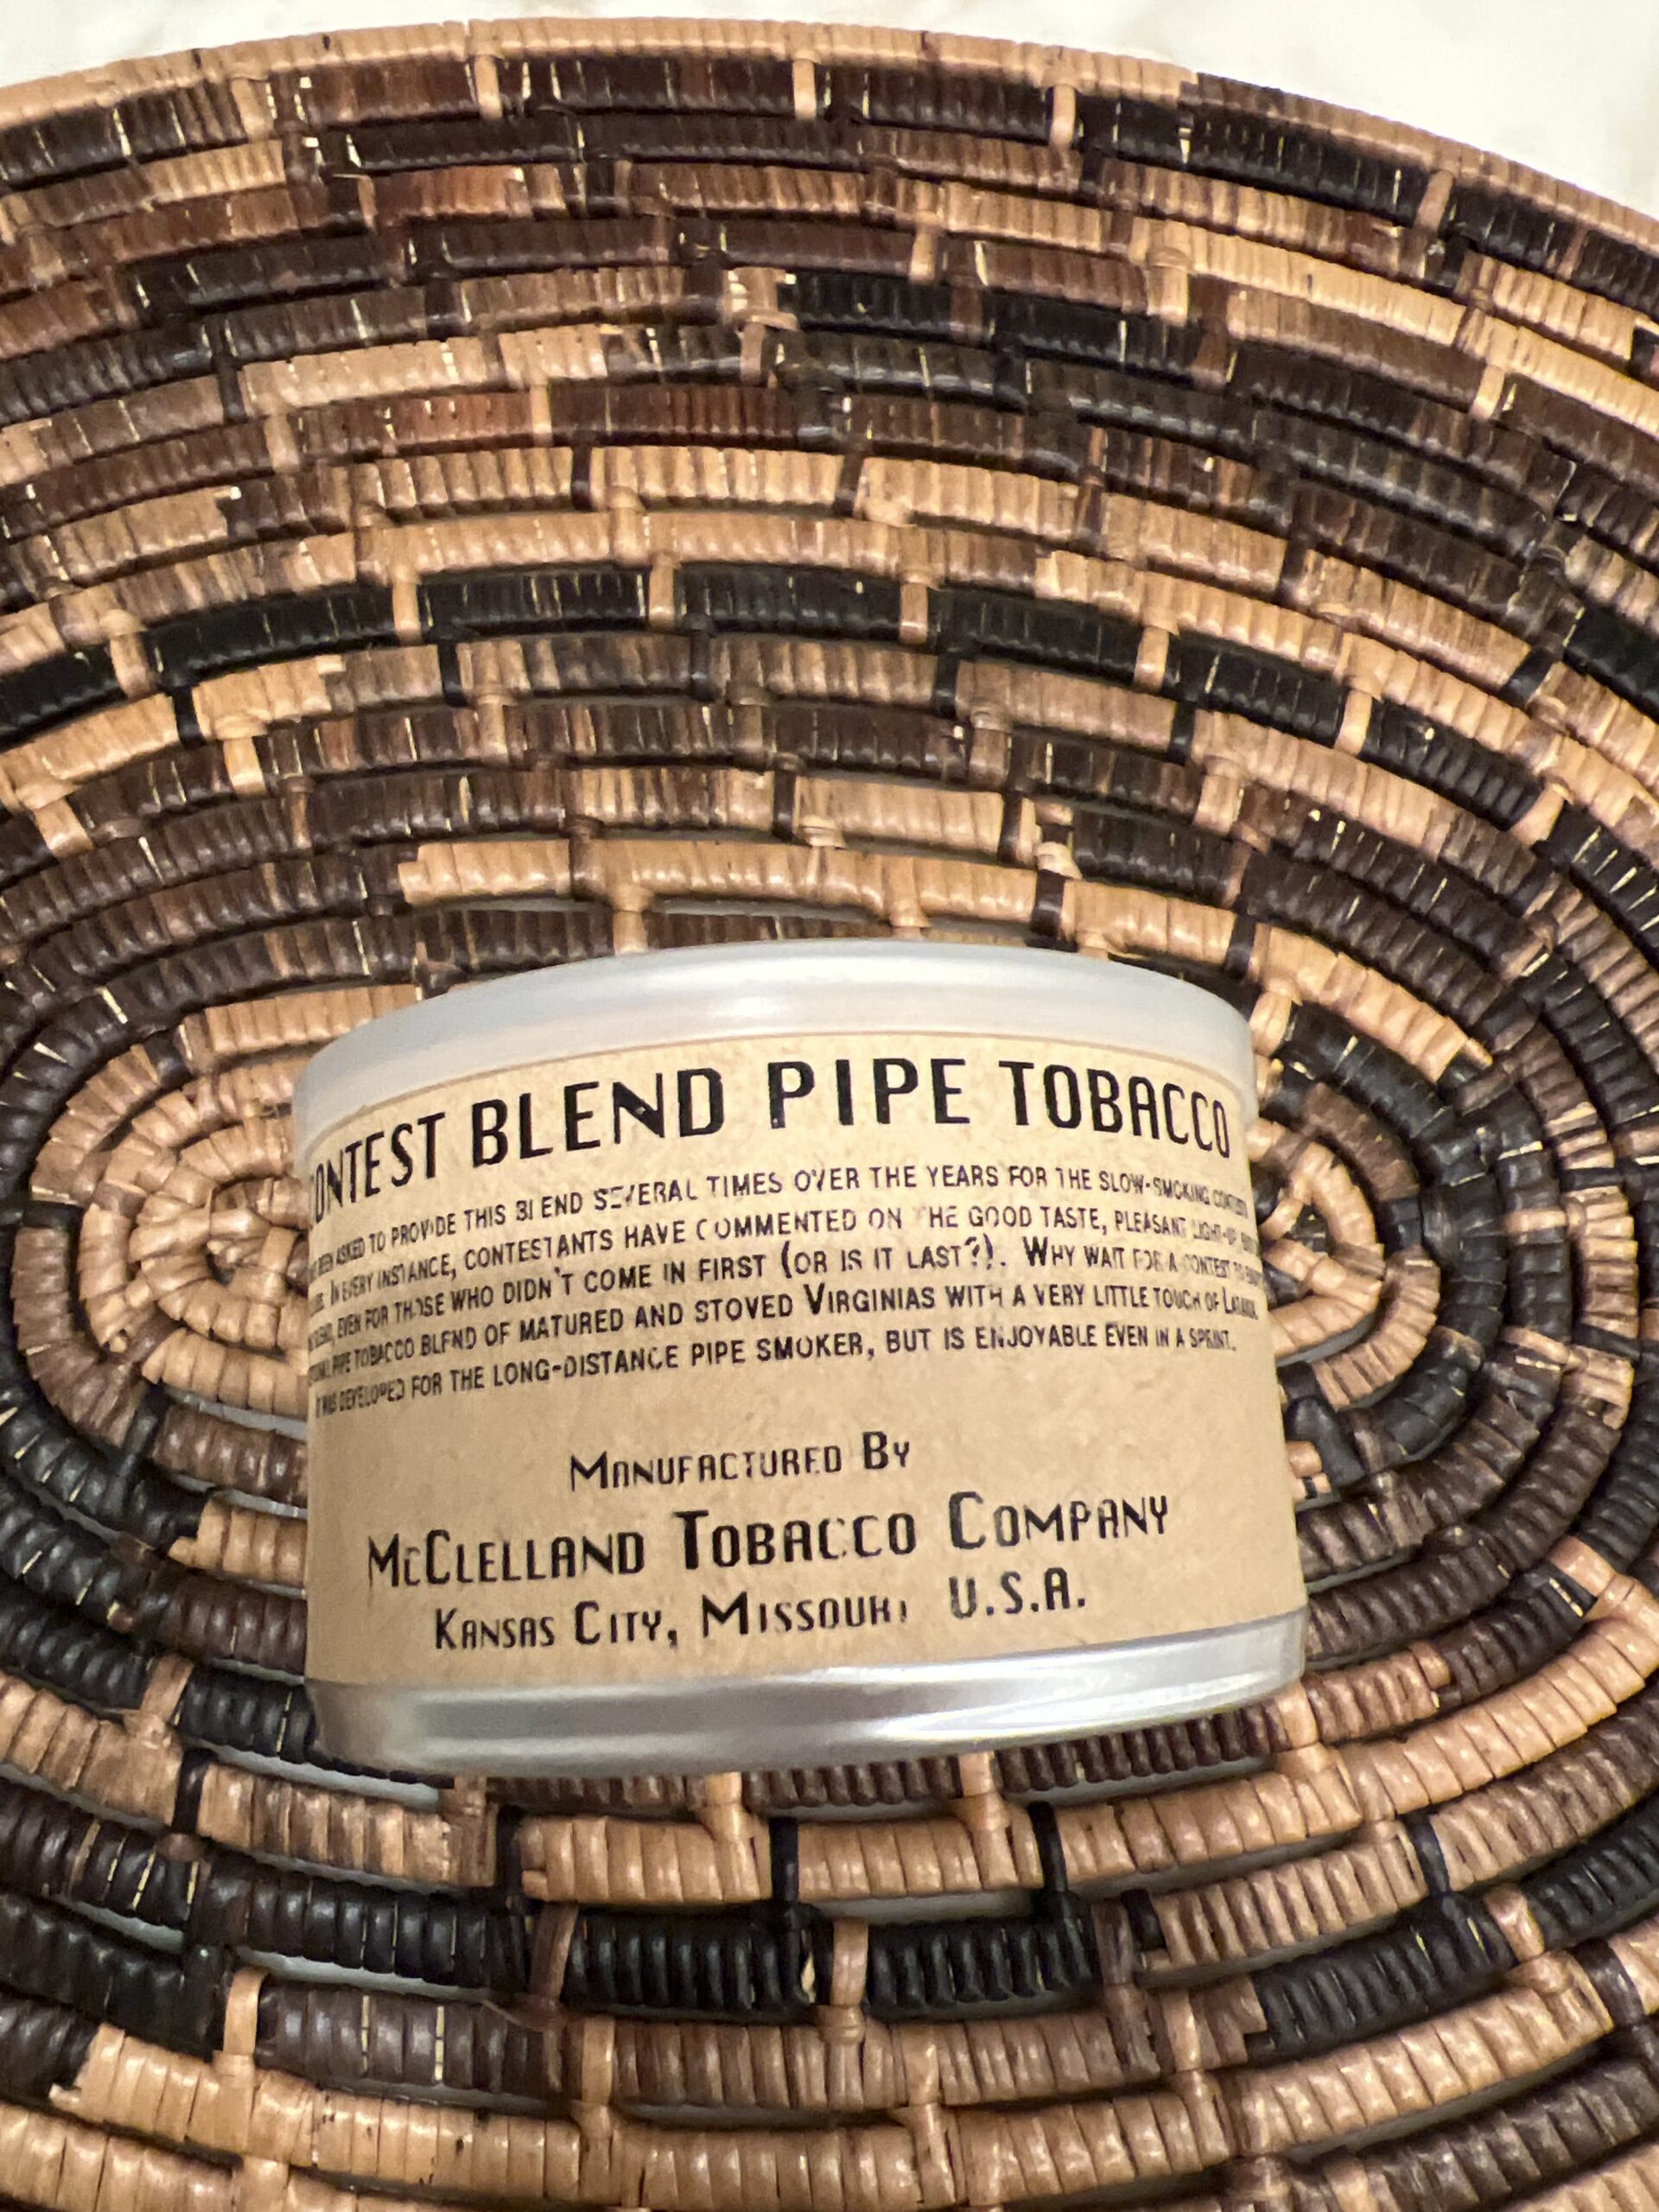 CONTEST BLEND PIPE TOBACCO
BEEN ASKED TO PROVIDE THIS BLEND SEVERAL TIMES OVER THE YEARS FOR THE SLOW-SMOKING
IN EVERY INSTANCE, CONTESTANTS HAVE COMMENTED ON THE GOOD TASTE, PLEASANT LIGHT-UP,
EVEN FOR THOSE WHO DIDN'T COME IN FIRST (OR IS IT LAST?). WHY WAIT FOR A CONTEST TO
PIPE TOBACCO BLEND OF MATURED AND STOVED VIRGINIAS WITH A VERY LITTLE TOUCH OF
IT WAS DEVELOPED FOR THE LONG-DISTANCE PIPE SMOKER, BUT IS ENJOYABLE EVEN IN A SPRINT.
MANUFACTURED BY
MCCLELLAND TOBACCO COMPANY
KANSAS CITY, MISSOURI U.S.A.